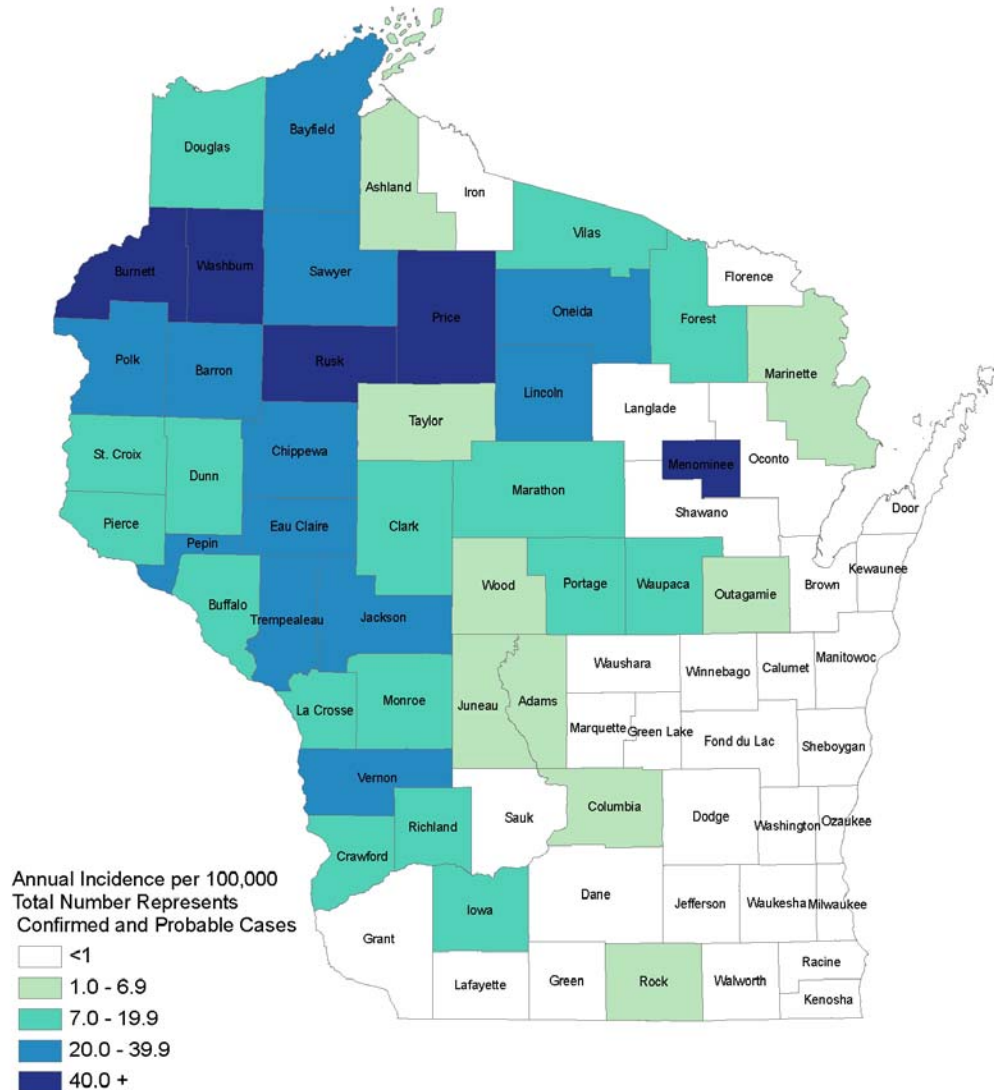 Douglas
Bayfield
Ashland
Iron
Vilas
Florence
Burnett
Washburn
Sawyer
Price
Oneida
Forest
Marinette
Polk
Barron
Rusk
Lincoln
Langlade
Taylor
St. Croix
Dunn
Chippewa
Marathon
Menominee
Oconto
Door
Pierce
Pepin
Eau Claire
Clark
Shawano
Buffalo
Trempealeau
Jackson
Wood
Portage
Waupaca
Outagamie
Brown
Kewaunee
La Crosse
Monroe
Juneau
Adams
Waushara
Winnebago
Calumet
Manitowoc
Marquette
Green Lake
Fond du Lac
Sheboygan
Vernon
Richland
Sauk
Columbia
Dodge
Washington
Ozaukee
Crawford
Iowa
Dane
Jefferson
Waukesha
Milwaukee
Grant
Lafayette
Green
Rock
Walworth
Racine
Kenosha
Annual Incidence per 100,000
Total Number Represents
Confirmed and Probable Cases
<1
1.0 - 6.9
7.0 - 19.9
20.0 - 39.9
40.0 +